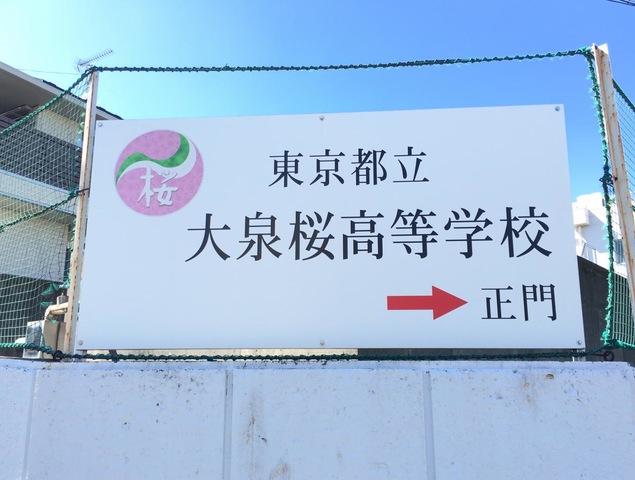 桜
東京都立
大泉桜高等学校
正門